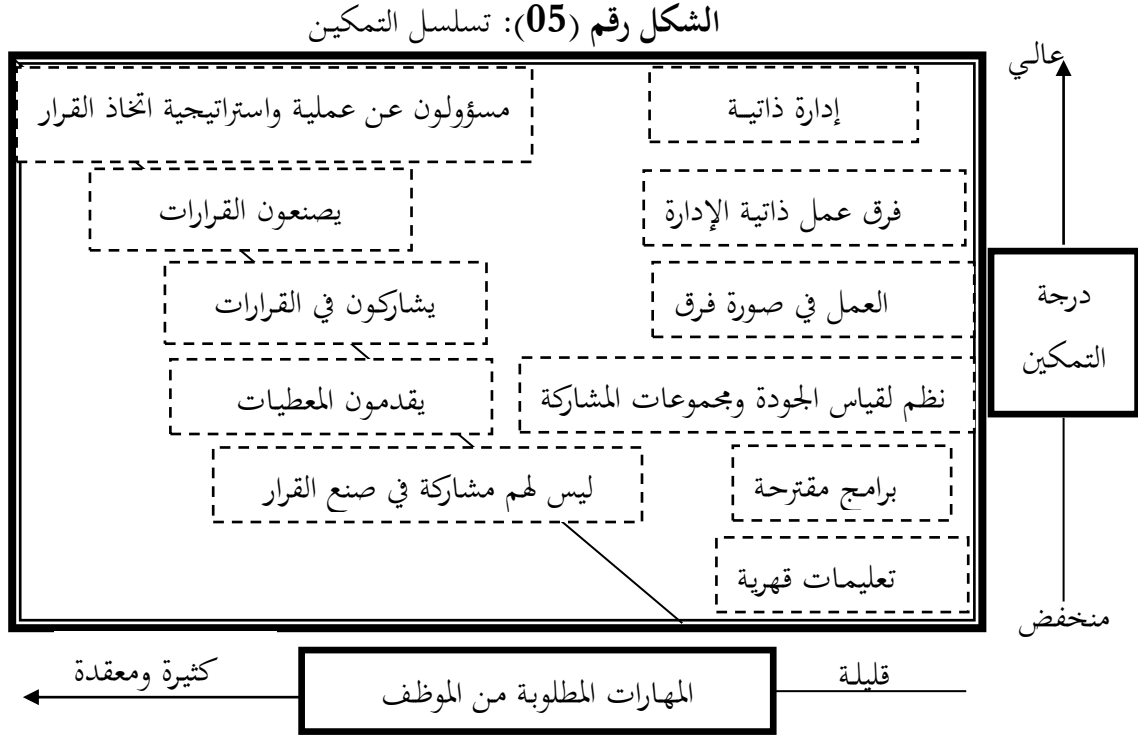 الشكل رقم (05): تسلسل التمكين
عالي
إدارة ذاتية
مسؤولون عن عملية واستراتيجية اتخاذ القرار
فرق عمل ذاتية الإدارة
يصنعون القرارات
العمل في صورة فرق
يشاركون في القرارات
درجة
التمكين
نظم لقياس الجودة ومجموعات المشاركة
يقدمون المعطيات
برامج مقترحة
ليس لهم مشاركة في صنع القرار
تعليمات قهرية
منخفض
قليلة
المهارات المطلوبة من الموظف
كثيرة ومعقدة